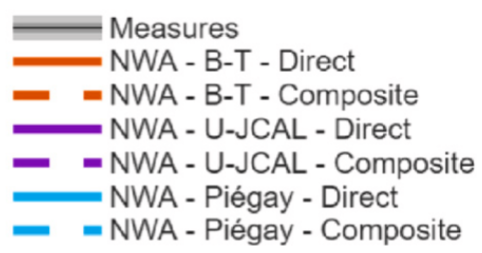 Measures
NWA - B-T - Direct
NWA - B-T - Composite
NWA - U-JCAL - Direct
NWA - U-JCAL - Composite
NWA - Piégay - Direct
NWA - Piégay - Composite